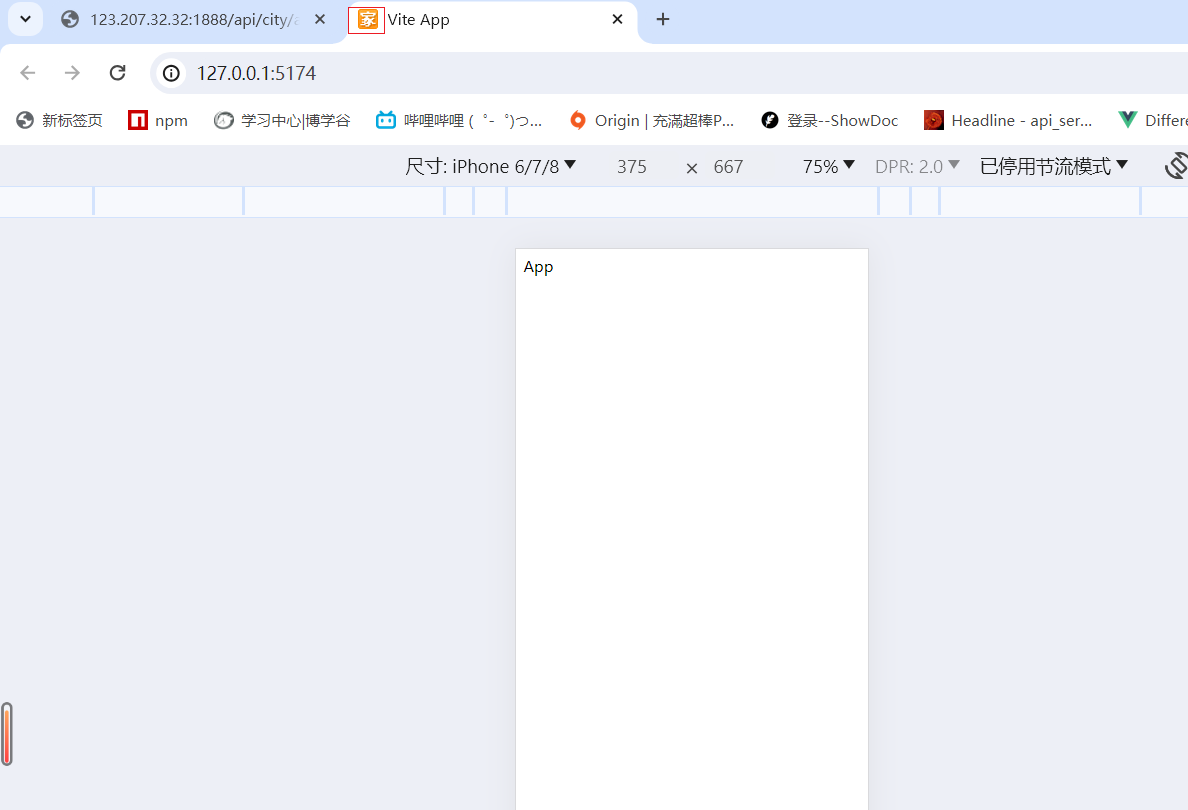 123.207.32.32:1888/api/city/a
家 Vite App
127.0.0.1:5174
新标签页 npm 学习中心|博学谷 哔哩哔哩 ( ゜- ゜)つ... Origin | 充滿超棒P... 登录--ShowDoc Headline - api_ser... Differe
尺寸: iPhone 6/7/8 375 × 667 75% DPR: 2.0 已停用节流模式
App